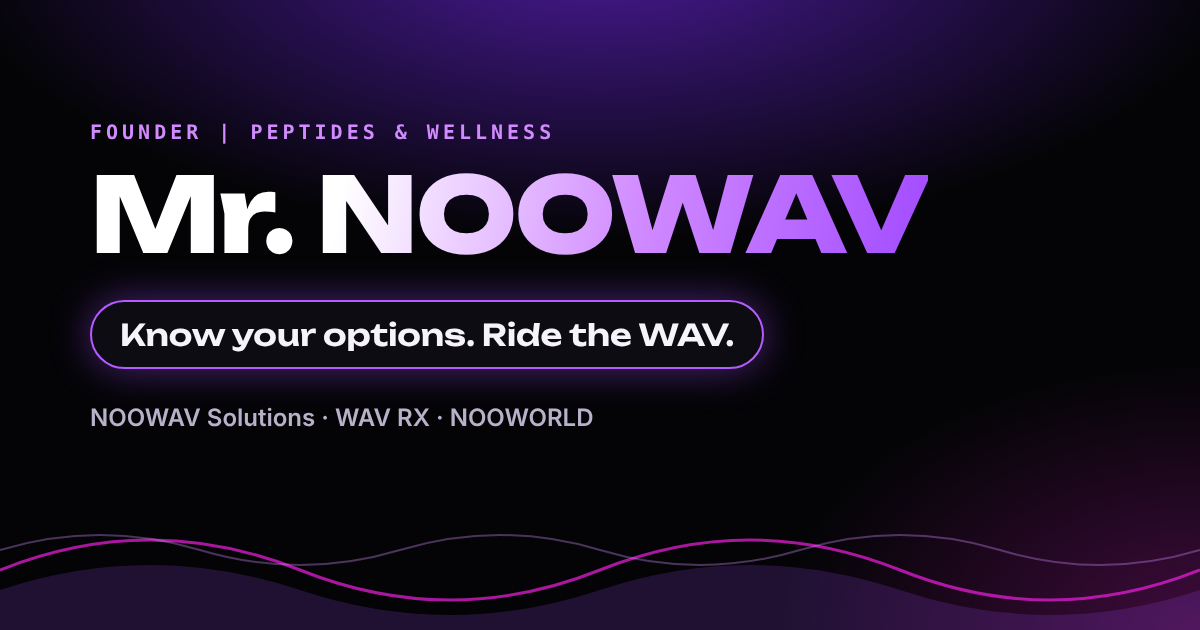 FOUNDER | PEPTIDES & WELLNESS
Mr. NOOWAV
Know your options. Ride the WAV.
NOOWAV Solutions · WAV RX · NOOWORLD